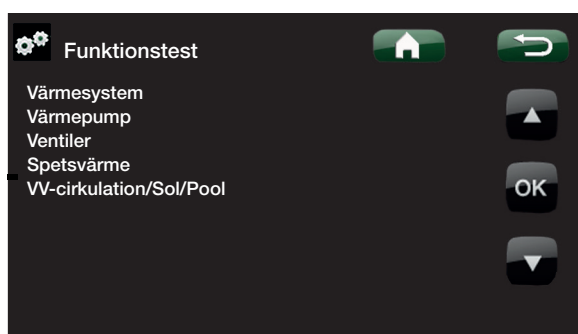 Funktionstest
Värmesystem
Värmepump
Ventiler
Spetsvärme
VV-cirkulation/Sol/Pool
OK